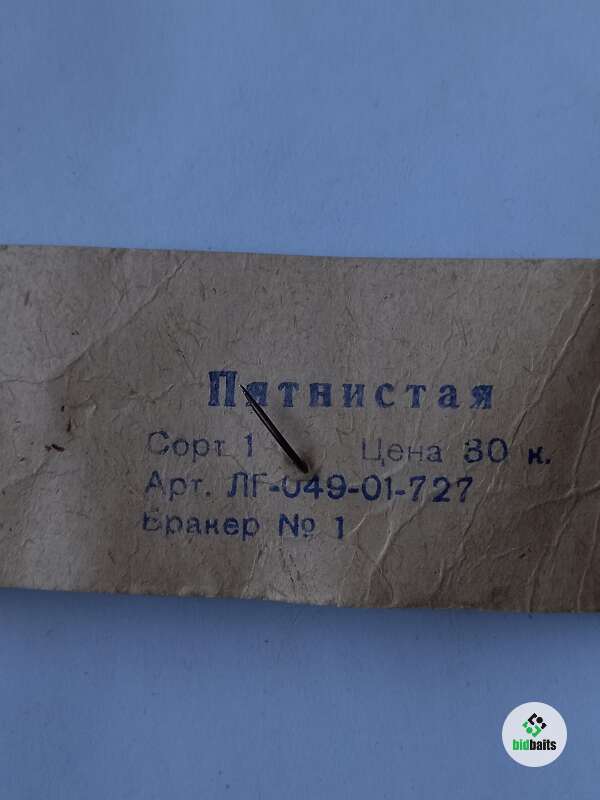 Пятнистая
Сорт 1 Цена 80 к.
Арт. ЛГ-049-01-727
Бракер № 1
bidbaits